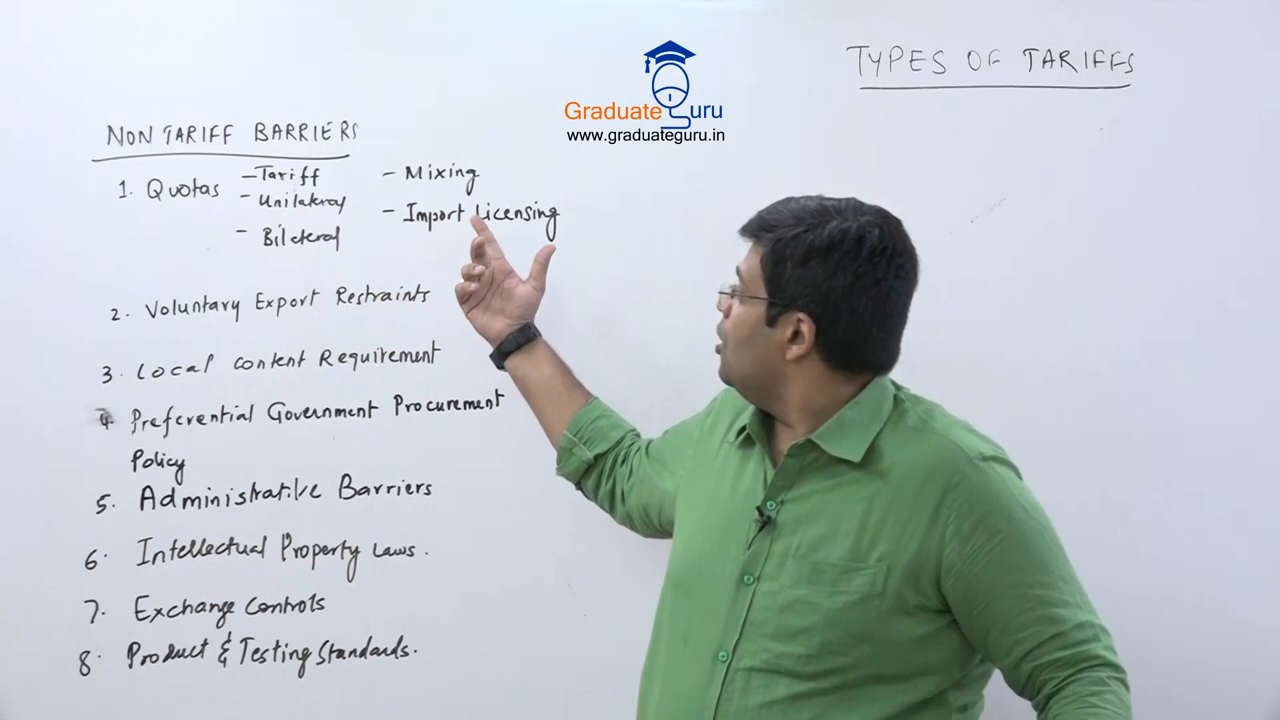 Graduate Guru
www.graduateguru.in
TYPES OF TARIFFS
NON TARIFF BARRIERS
1. Quotas - Tariff
- Unilateral
- Bilateral
- Mixing
- Import Licensing
2. Voluntary Export Restraints
3. Local content Requirement
4. Preferential Government Procurement
Policy
5. Administrative Barriers
6. Intellectual Property Laws.
7. Exchange Controls
8. Product & Testing Standards.